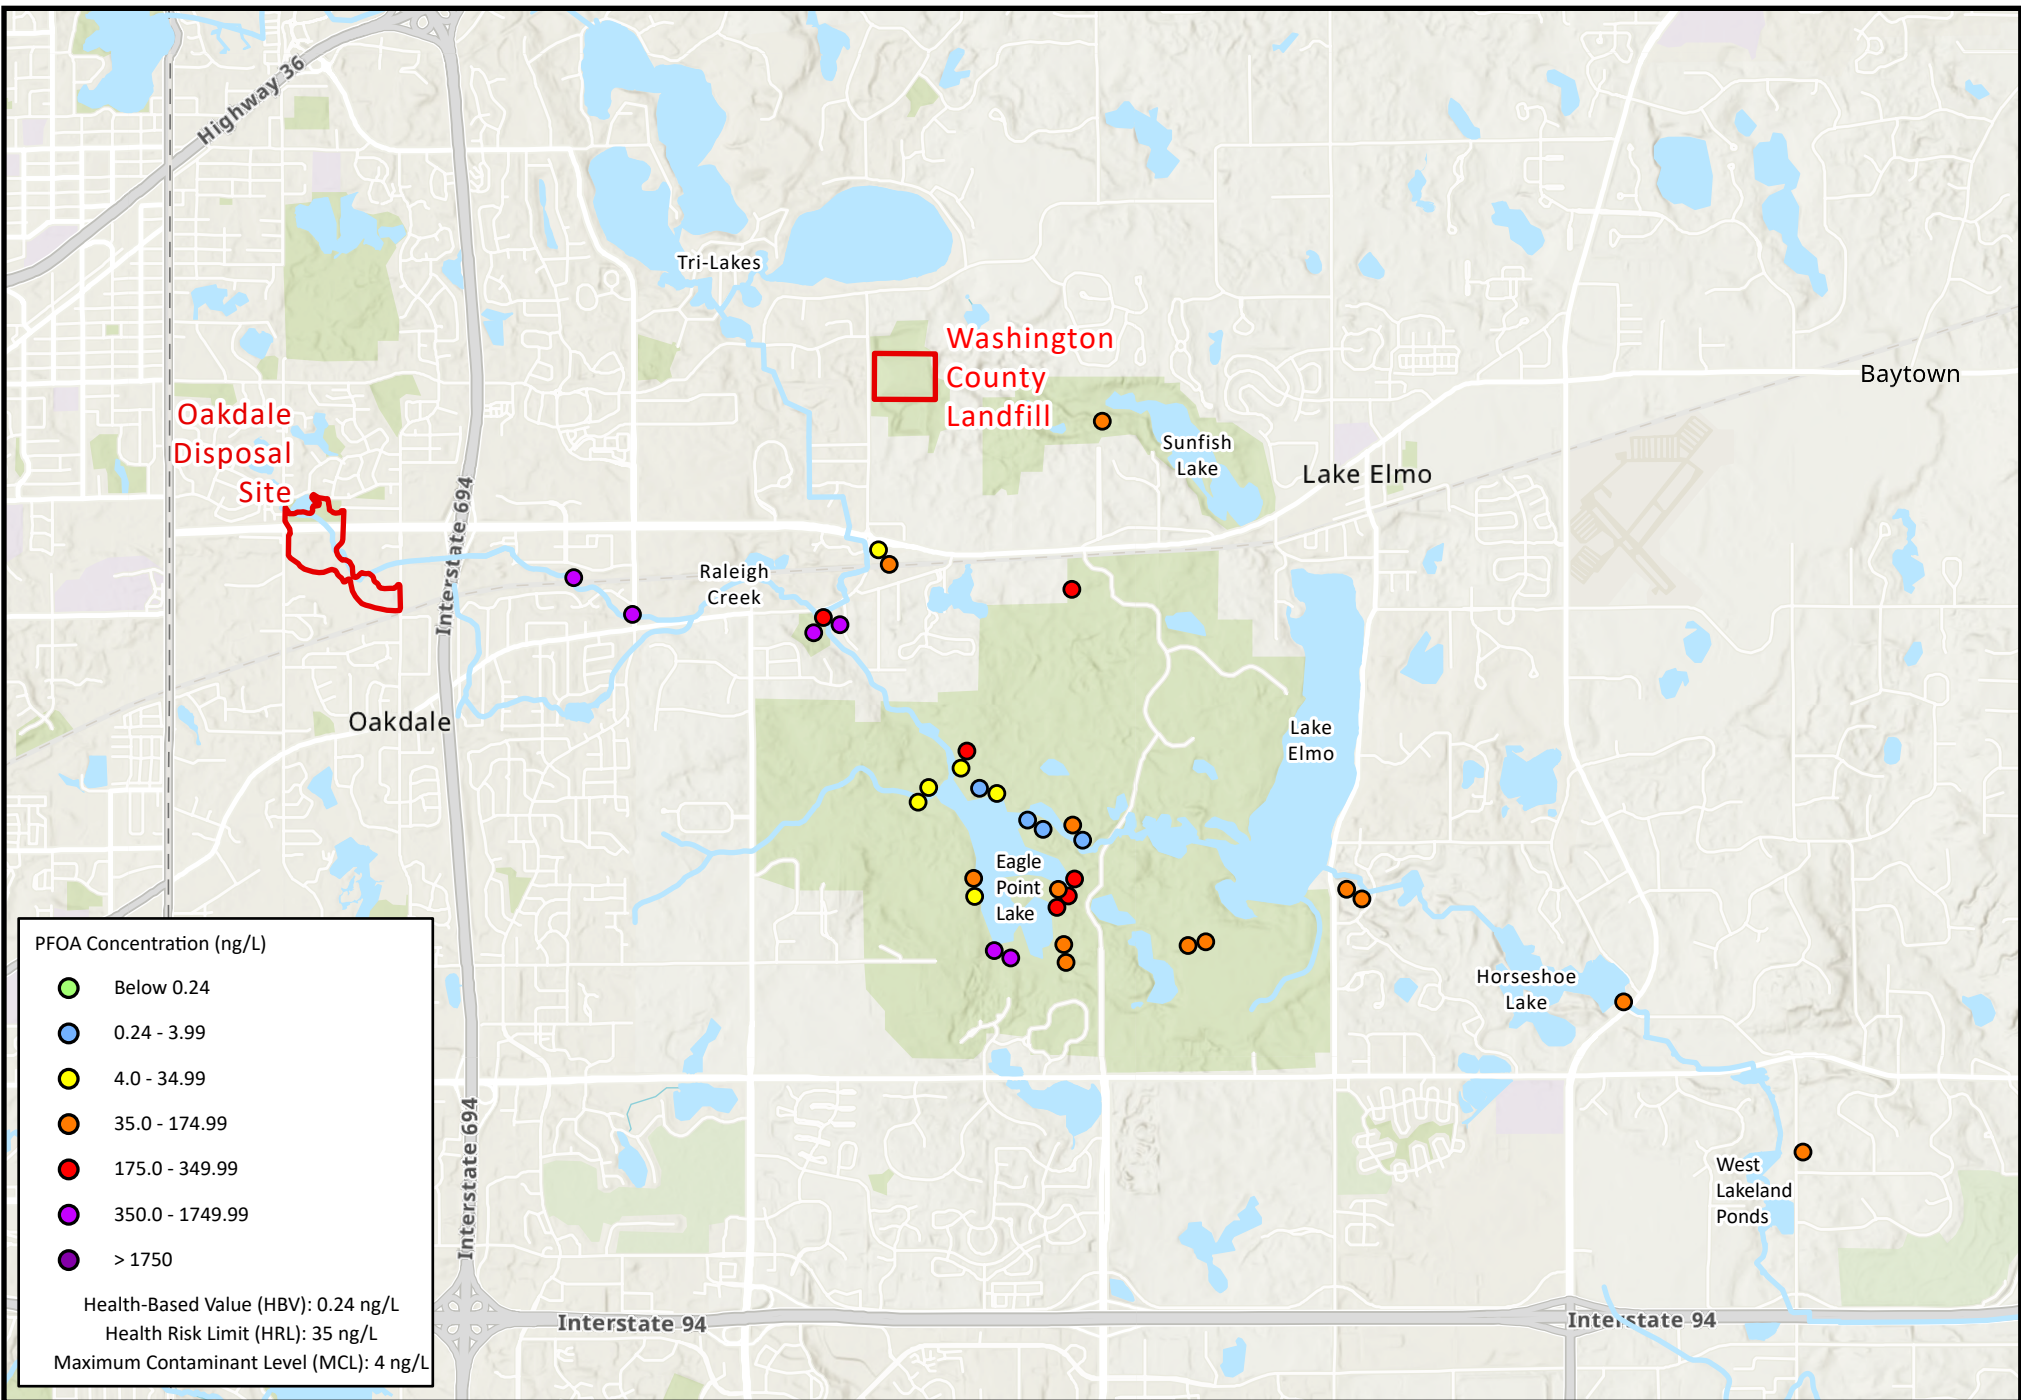 Highway 36
Tri-Lakes
Washington
County
Landfill
Baytown
Oakdale
Disposal
Site
Sunfish
Lake
Lake Elmo
Interstate 694
Raleigh
Creek
Oakdale
Lake
Elmo
Eagle
Point
Lake
Horseshoe
Lake
West
Lakeland
Ponds
Interstate 694
Interstate 94
Interstate 94
PFOA Concentration (ng/L)
Below 0.24
0.24 - 3.99
4.0 - 34.99
35.0 - 174.99
175.0 - 349.99
350.0 - 1749.99
> 1750
Health-Based Value (HBV): 0.24 ng/L
Health Risk Limit (HRL): 35 ng/L
Maximum Contaminant Level (MCL): 4 ng/L